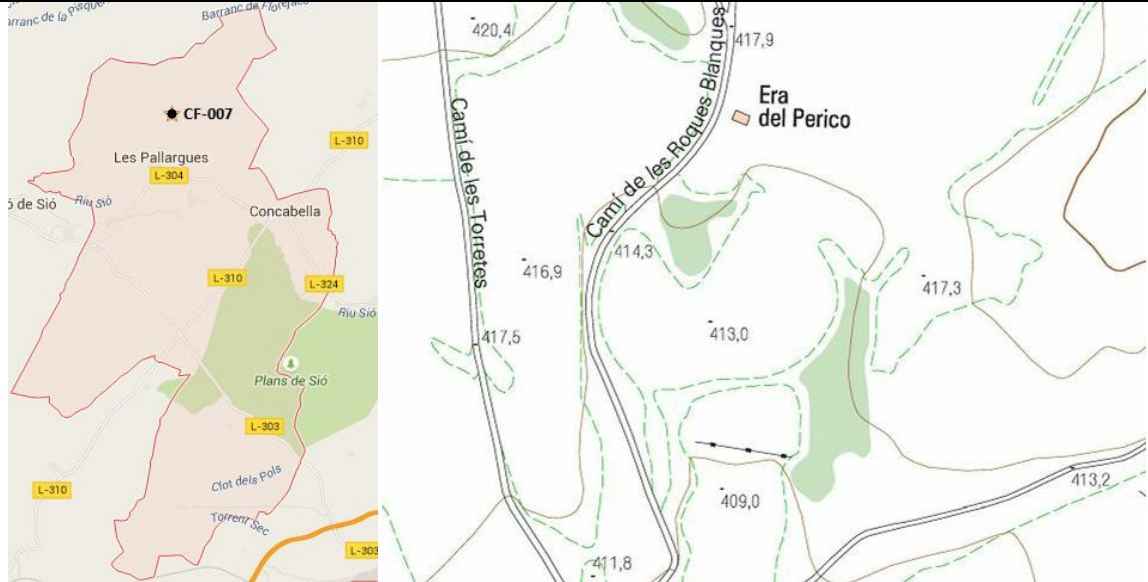 Barranc de Flotejac
ranc de la Pisque
CF-007
L-310
Les Pallargues
L-304
Riu Sió
ó de Sió
Concabella
L-310
L-324
Riu Sió
Plans de Sió
L-303
L-310
Clot dels Pols
Torrent Sec
L-303
420,4
417,9
Camí de les Torretes
Camí de les Roques Blanques
Era
del Perico
414,3
416,9
417,3
413,0
417,5
413,2
409,0
411,8